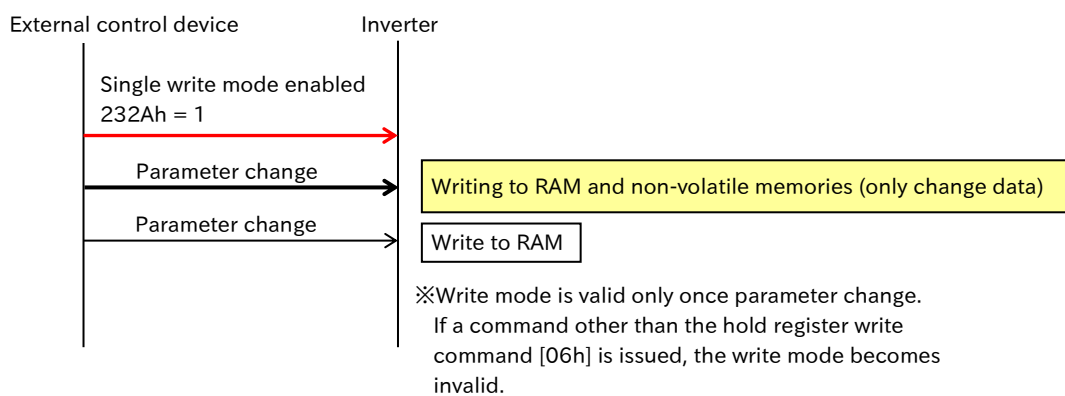 External control device
Inverter
Single write mode enabled
232Ah = 1
Parameter change
Writing to RAM and non-volatile memories (only change data)
Parameter change
Write to RAM
※Write mode is valid only once parameter change.
If a command other than the hold register write
command [06h] is issued, the write mode becomes
invalid.